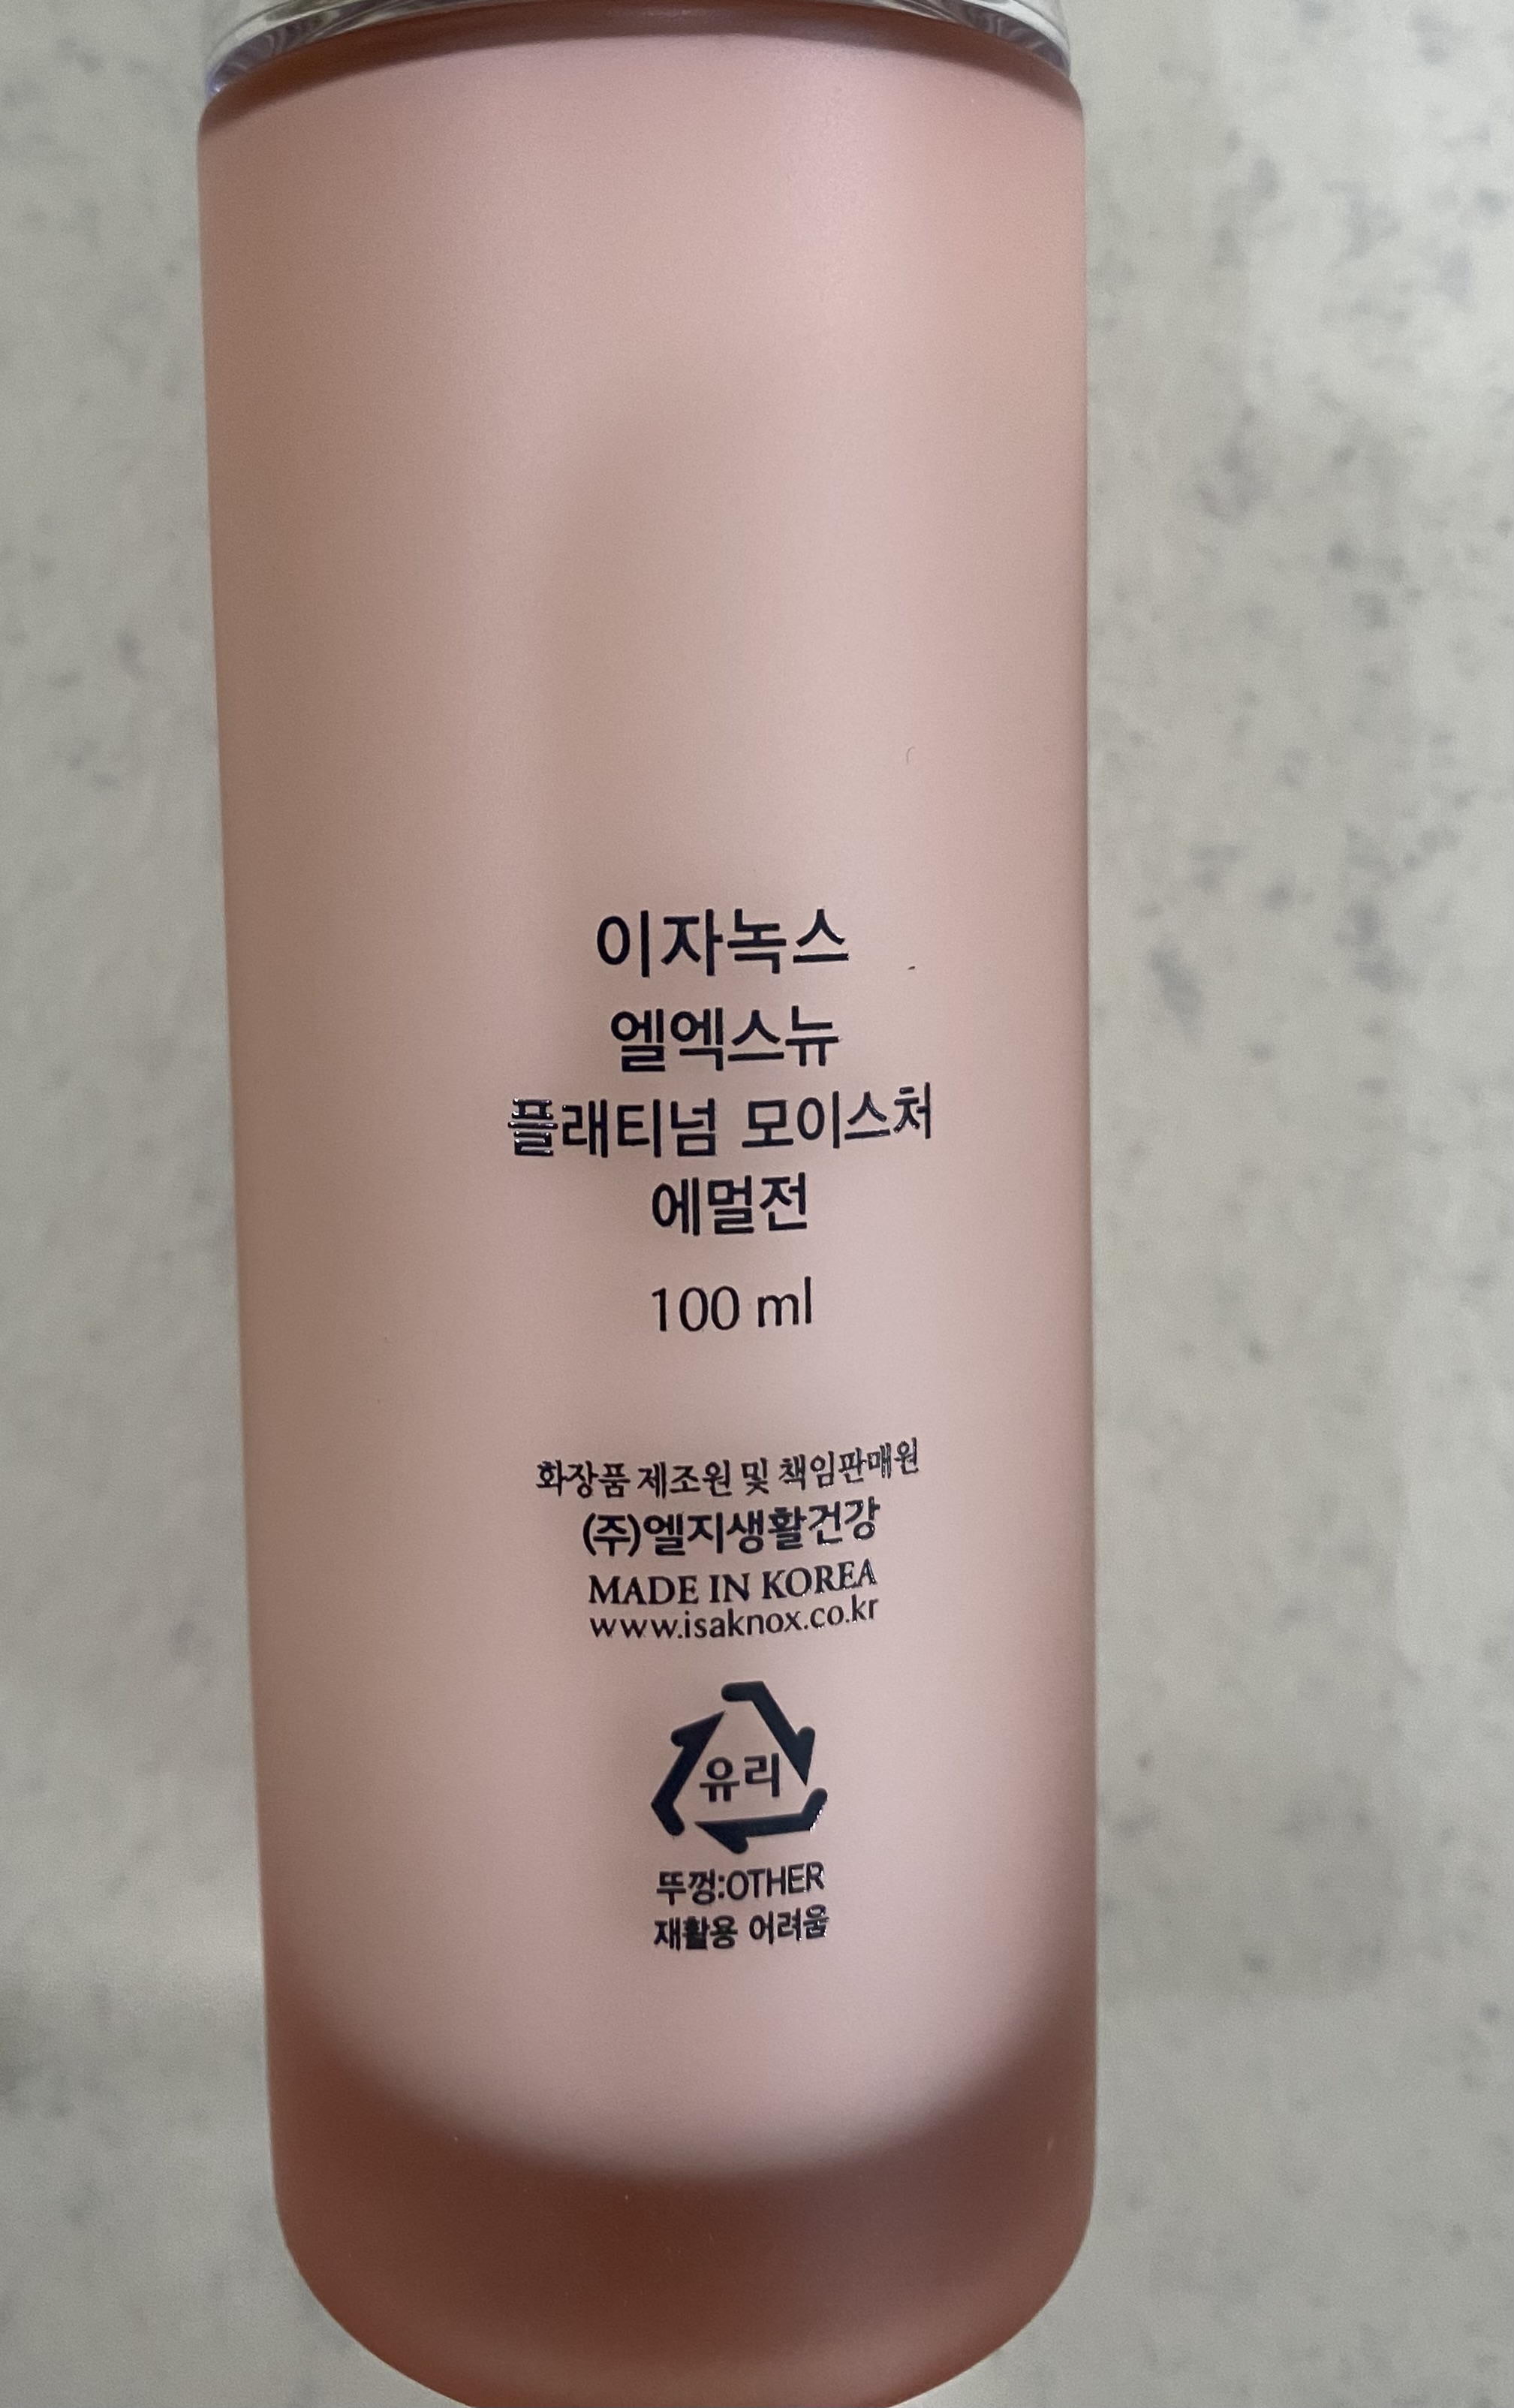 이자녹스
엘엑스뉴
플래티넘 모이스처
에멀전
100 ml
화장품 제조원 및 책임판매원
(주)엘지생활건강
MADE IN KOREA
www.isaknox.co.kr
유리
뚜껑:OTHER
재활용 어려움